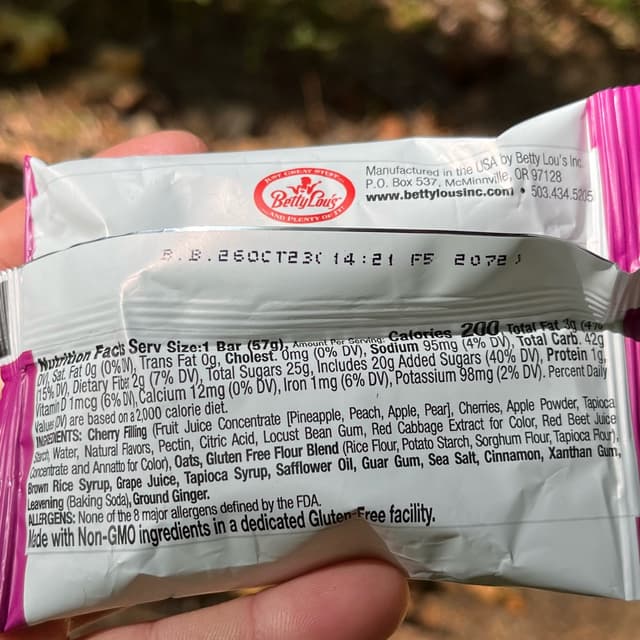 JUST GREAT STUFF
Betty Lou's
AND PLENTY OF IT!
Manufactured in the USA by Betty Lou's Inc.
P.O. Box 537, McMinnville, OR 97128
www.bettylousinc.com • 503.434.5205
B.B.26OCT23 14:21 F5 2072
Nutrition Facts Serv Size:1 Bar (57g), Amount Per Serving: Calories 200 Total Fat 3g (4%
DV), Sat. Fat 0g (0% DV), Trans Fat 0g, Cholest. 0mg (0% DV), Sodium 95mg (4% DV), Total Carb. 42g
15% DV), Dietary Fibe 2g (7% DV), Total Sugars 25g, Includes 20g Added Sugars (40% DV), Protein 1g,
Vitamin D 1mcg (6% DV), Calcium 12mg (0% DV), Iron 1mg (6% DV), Potassium 98mg (2% DV). Percent Daily
Values (DV) are based on a 2,000 calorie diet.
INGREDIENTS: Cherry Filling (Fruit Juice Concentrate [Pineapple, Peach, Apple, Pear], Cherries, Apple Powder, Tapioca
Starch, Water, Natural Flavors, Pectin, Citric Acid, Locust Bean Gum, Red Cabbage Extract for Color, Red Beet Juice
Concentrate and Annatto for Color), Oats, Gluten Free Flour Blend (Rice Flour, Potato Starch, Sorghum Flour, Tapioca Flour),
Brown Rice Syrup, Grape Juice, Tapioca Syrup, Safflower Oil, Guar Gum, Sea Salt, Cinnamon, Xanthan Gum,
Leavening (Baking Soda), Ground Ginger.
ALLERGENS: None of the 8 major allergens defined by the FDA.
Made with Non-GMO ingredients in a dedicated Gluten-Free facility.